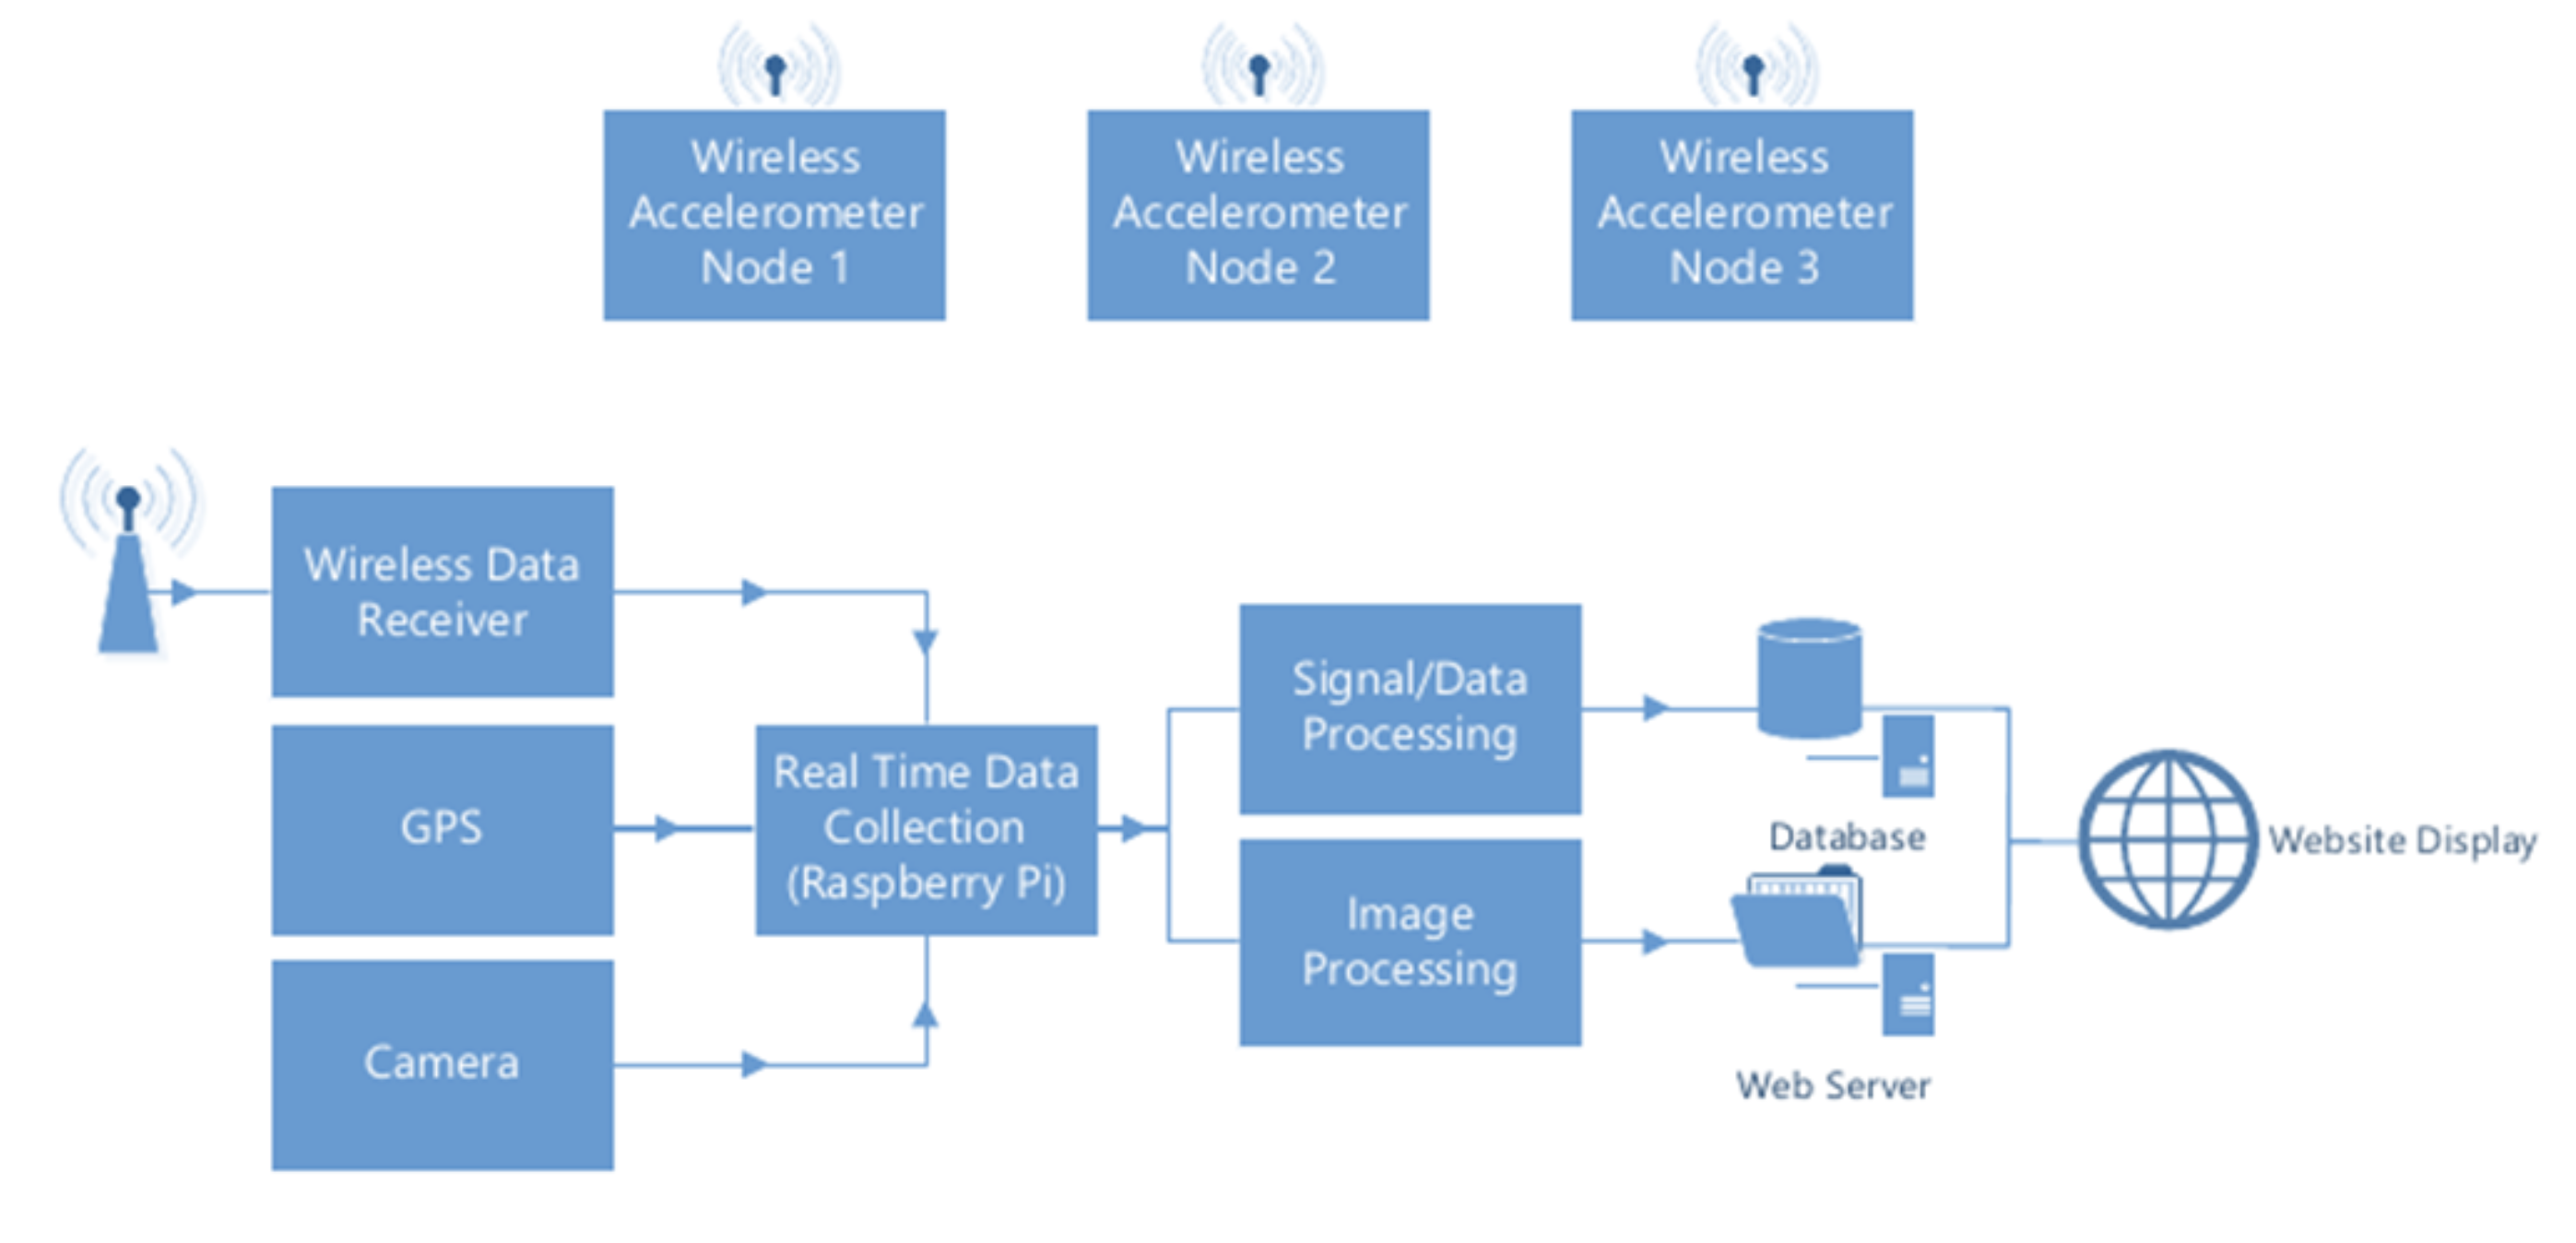 Wireless
Accelerometer
Node 1
Wireless
Accelerometer
Node 2
Wireless
Accelerometer
Node 3
Wireless Data
Receiver
GPS
Camera
Real Time Data
Collection
(Raspberry Pi)
Signal/Data
Processing
Image
Processing
Database
Web Server
Website Display